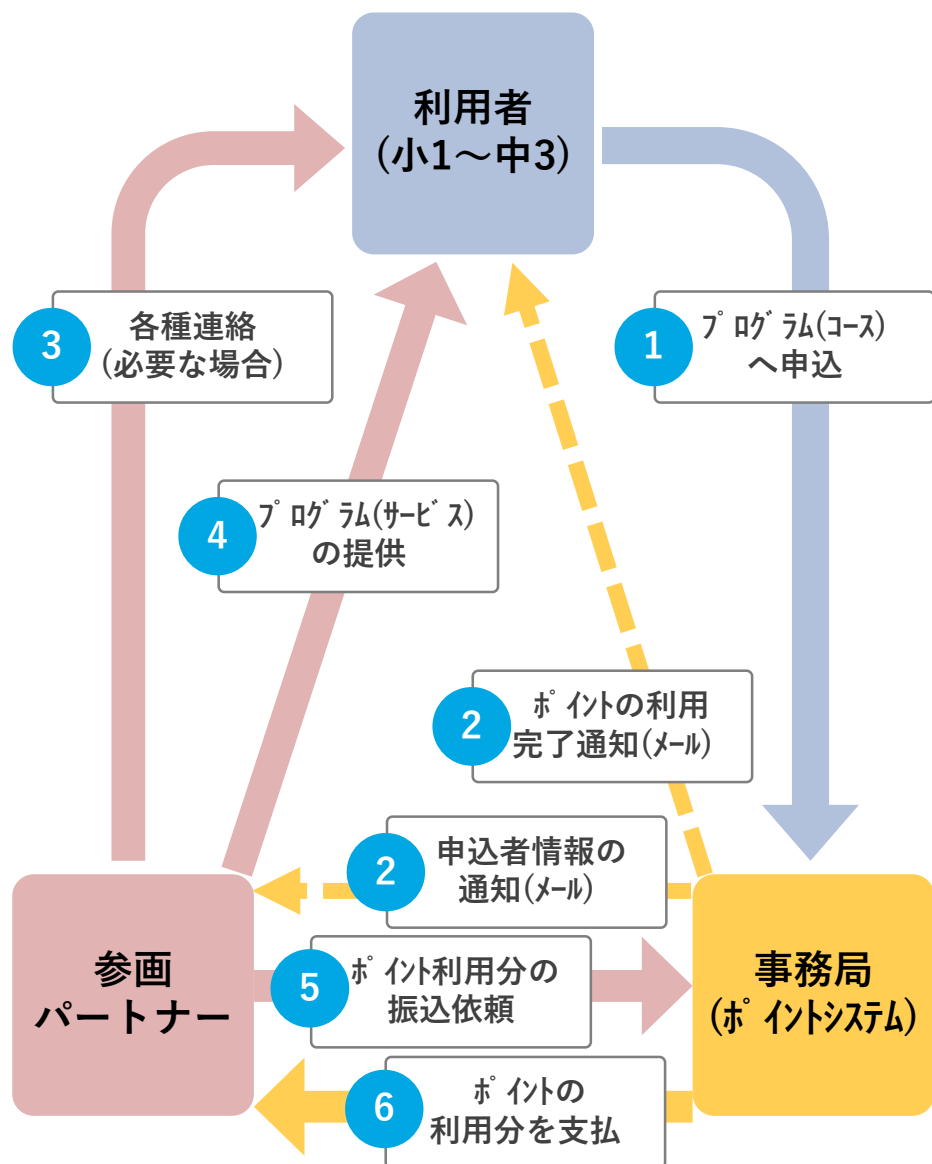 利用者
(小1～中3)
3
各種連絡
(必要な場合)
1
ﾌﾟﾛｸﾞﾗﾑ(ｺｰｽ)
へ申込
4
ﾌﾟﾛｸﾞﾗﾑ(ｻｰﾋﾞｽ)
の提供
2
ﾎﾟｲﾝﾄの利用
完了通知(ﾒｰﾙ)
2
申込者情報の
通知(ﾒｰﾙ)
参画
パートナー
5
ﾎﾟｲﾝﾄ利用分の
振込依頼
事務局
(ﾎﾟｲﾝﾄｼｽﾃﾑ)
6
ﾎﾟｲﾝﾄの
利用分を支払